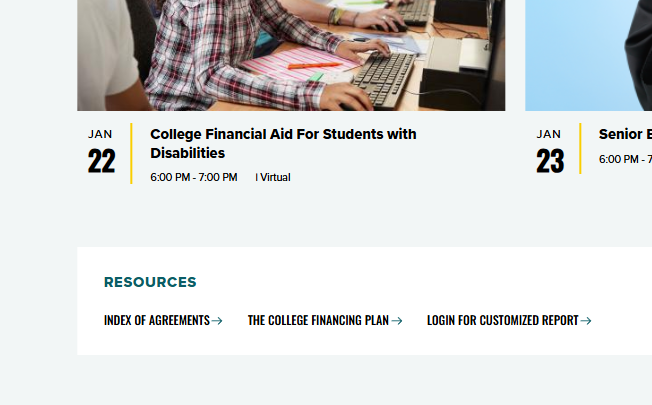 JAN
22
College Financial Aid For Students with
Disabilities
6:00 PM - 7:00 PM | Virtual
JAN
23
Senior
6:00 PM -
RESOURCES
INDEX OF AGREEMENTS→ THE COLLEGE FINANCING PLAN→ LOGIN FOR CUSTOMIZED REPORT→